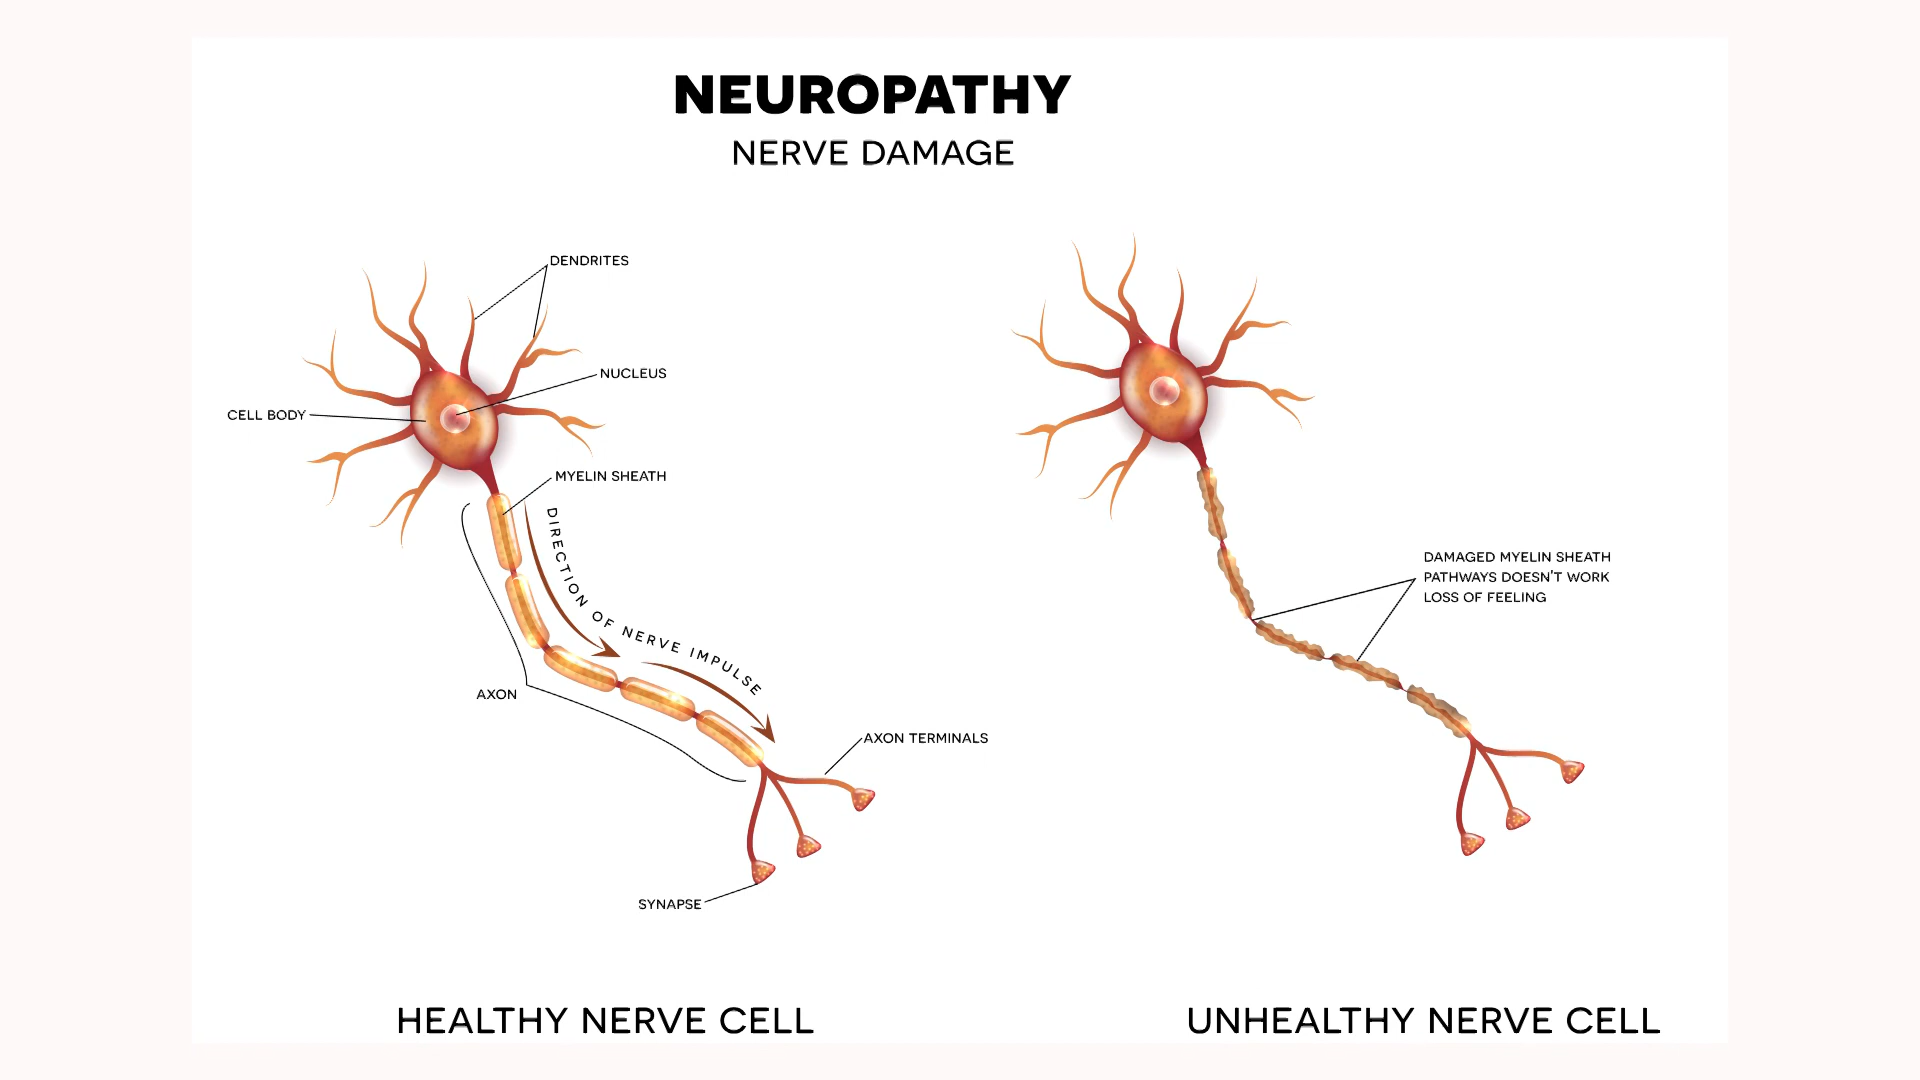 NEUROPATHY
NERVE DAMAGE
DENDRITES
NUCLEUS
CELL BODY
MYELIN SHEATH
DIRECTION OF NERVE IMPULSE
AXON
AXON TERMINALS
SYNAPSE
DAMAGED MYELIN SHEATH
PATHWAYS DOESN'T WORK
LOSS OF FEELING
HEALTHY NERVE CELL
UNHEALTHY NERVE CELL